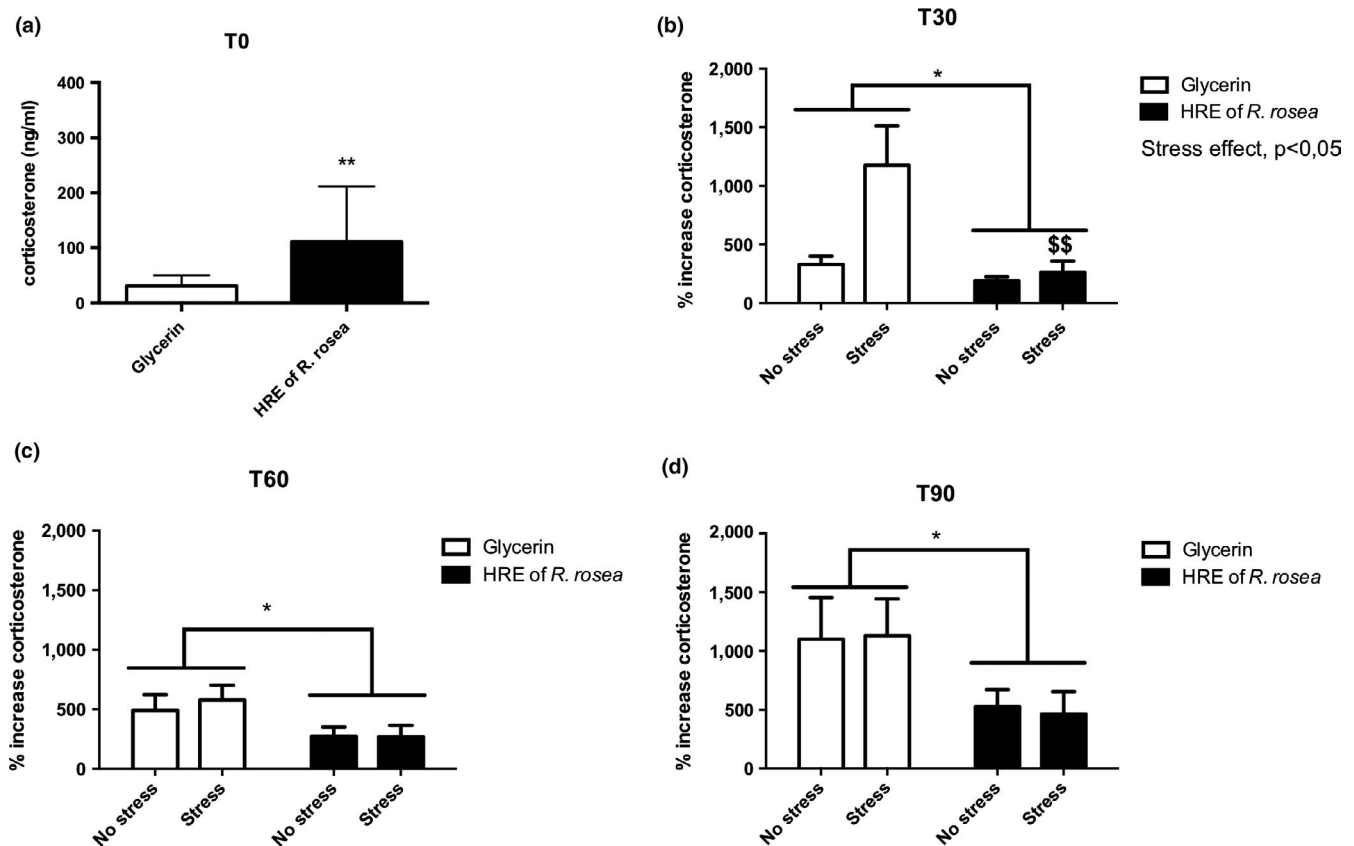 (a)
T0
corticosterone (ng/ml)
400
300
200
100
0
**
Glycerin
HRE of R. rosea
(b)
T30
% increase corticosterone
2,000
1,500
1,000
500
0
*
$$
No stress
Stress
No stress
Stress
Glycerin
HRE of R. rosea
Stress effect, p<0,05
(c)
T60
% increase corticosterone
2,000
1,500
1,000
500
0
*
No stress
Stress
No stress
Stress
Glycerin
HRE of R. rosea
(d)
T90
% increase corticosterone
2,000
1,500
1,000
500
0
*
No stress
Stress
No stress
Stress
Glycerin
HRE of R. rosea